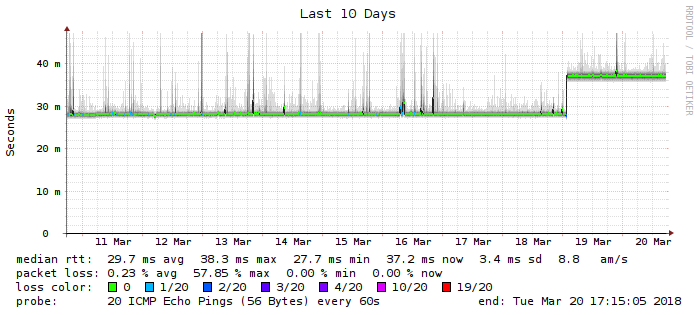 Last 10 Days
RRDTOOL / TOBI OETIKER
Seconds
40 m
30 m
20 m
10 m
0
11 Mar 12 Mar 13 Mar 14 Mar 15 Mar 16 Mar 17 Mar 18 Mar 19 Mar 20 Mar
median rtt: 29.7 ms avg 38.3 ms max 27.7 ms min 37.2 ms now 3.4 ms sd 8.8 am/s
packet loss: 0.23 % avg 57.85 % max 0.00 % min 0.00 % now
loss color: 0 1/20 2/20 3/20 4/20 10/20 19/20
probe: 20 ICMP Echo Pings (56 Bytes) every 60s end: Tue Mar 20 17:15:05 2018